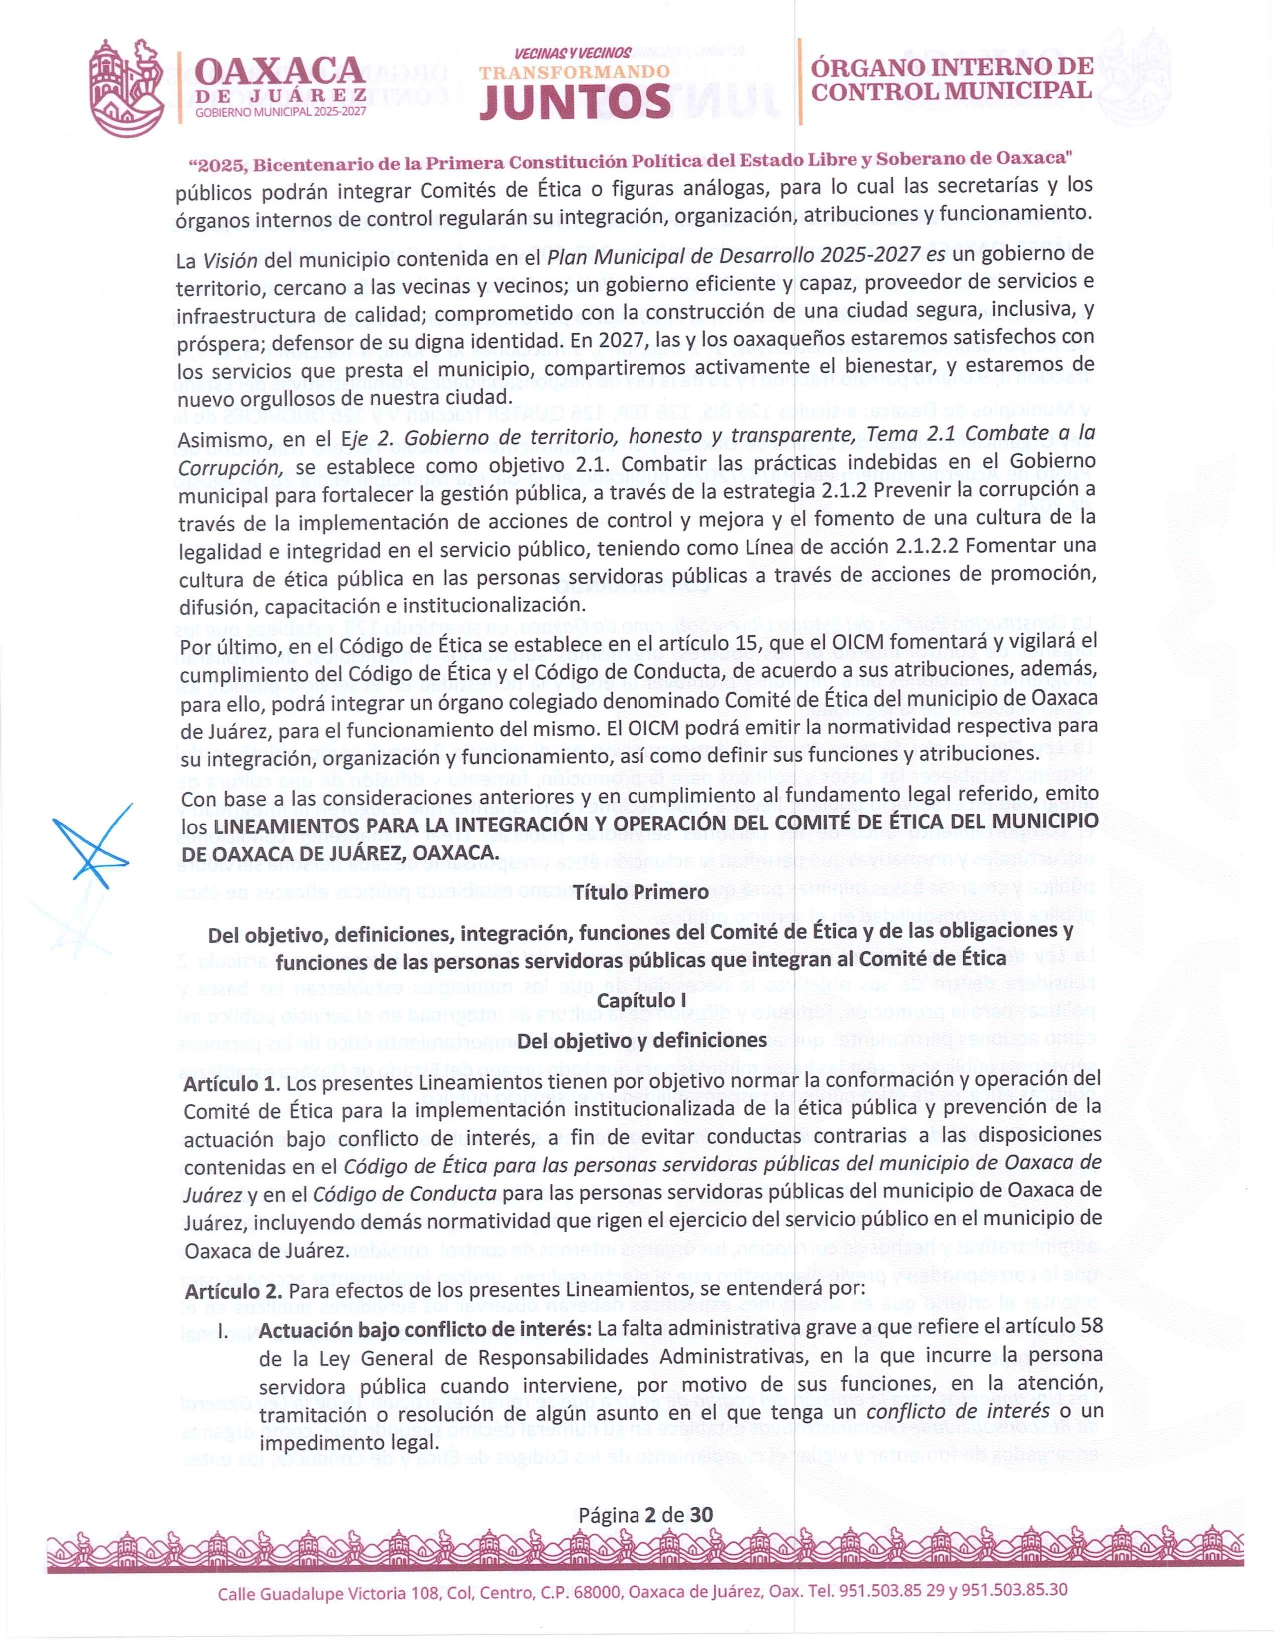 OAXACA
DE JUÁREZ
GOBIERNO MUNICIPAL 2025-2027
VECINAS Y VECINOS
TRANSFORMANDO
JUNTOS
ÓRGANO INTERNO DE
CONTROL MUNICIPAL
"2025, Bicentenario de la Primera Constitución Política del Estado Libre y Soberano de Oaxaca"
públicos podrán integrar Comités de Ética o figuras análogas, para lo cual las secretarías y los
órganos internos de control regularán su integración, organización, atribuciones y funcionamiento.
La Visión del municipio contenida en el Plan Municipal de Desarrollo 2025-2027 es un gobierno de
territorio, cercano a las vecinas y vecinos; un gobierno eficiente y capaz, proveedor de servicios e
infraestructura de calidad; comprometido con la construcción de una ciudad segura, inclusiva, y
próspera; defensor de su digna identidad. En 2027, las y los oaxaqueños estaremos satisfechos con
los servicios que presta el municipio, compartiremos activamente el bienestar, y estaremos de
nuevo orgullosos de nuestra ciudad.
Asimismo, en el Eje 2. Gobierno de territorio, honesto y transparente, Tema 2.1 Combate a la
Corrupción, se establece como objetivo 2.1. Combatir las prácticas indebidas en el Gobierno
municipal para fortalecer la gestión pública, a través de la estrategia 2.1.2 Prevenir la corrupción a
través de la implementación de acciones de control y mejora y el fomento de una cultura de la
legalidad e integridad en el servicio público, teniendo como Línea de acción 2.1.2.2 Fomentar una
cultura de ética pública en las personas servidoras públicas a través de acciones de promoción,
difusión, capacitación e institucionalización.
Por último, en el Código de Ética se establece en el artículo 15, que el OICM fomentará y vigilará el
cumplimiento del Código de Ética y el Código de Conducta, de acuerdo a sus atribuciones, además,
para ello, podrá integrar un órgano colegiado denominado Comité de Ética del municipio de Oaxaca
de Juárez, para el funcionamiento del mismo. El OICM podrá emitir la normatividad respectiva para
su integración, organización y funcionamiento, así como definir sus funciones y atribuciones.
Con base a las consideraciones anteriores y en cumplimiento al fundamento legal referido, emito
los LINEAMIENTOS PARA LA INTEGRACIÓN Y OPERACIÓN DEL COMITÉ DE ÉTICA DEL MUNICIPIO
DE OAXACA DE JUÁREZ, OAXACA.
Título Primero
Del objetivo, definiciones, integración, funciones del Comité de Ética y de las obligaciones y
funciones de las personas servidoras públicas que integran al Comité de Ética
Capítulo I
Del objetivo y definiciones
Artículo 1. Los presentes Lineamientos tienen por objetivo normar la conformación y operación del
Comité de Ética para la implementación institucionalizada de la ética pública y prevención de la
actuación bajo conflicto de interés, a fin de evitar conductas contrarias a las disposiciones
contenidas en el Código de Ética para las personas servidoras públicas del municipio de Oaxaca de
Juárez y en el Código de Conducta para las personas servidoras públicas del municipio de Oaxaca de
Juárez, incluyendo demás normatividad que rigen el ejercicio del servicio público en el municipio de
Oaxaca de Juárez.
Artículo 2. Para efectos de los presentes Lineamientos, se entenderá por:
I. Actuación bajo conflicto de interés: La falta administrativa grave a que refiere el artículo 58
de la Ley General de Responsabilidades Administrativas, en la que incurre la persona
servidora pública cuando interviene, por motivo de sus funciones, en la atención,
tramitación o resolución de algún asunto en el que tenga un conflicto de interés o un
impedimento legal.
Página 2 de 30
Calle Guadalupe Victoria 108, Col, Centro, C.P. 68000, Oaxaca de Juárez, Oax. Tel. 951.503.85 29 y 951.503.85.30